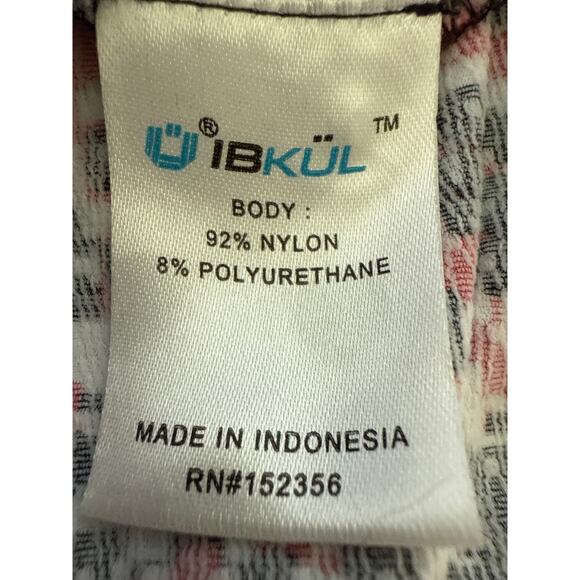 Ü® IBKÜL ™
BODY :
92% NYLON
8% POLYURETHANE
MADE IN INDONESIA
RN#152356